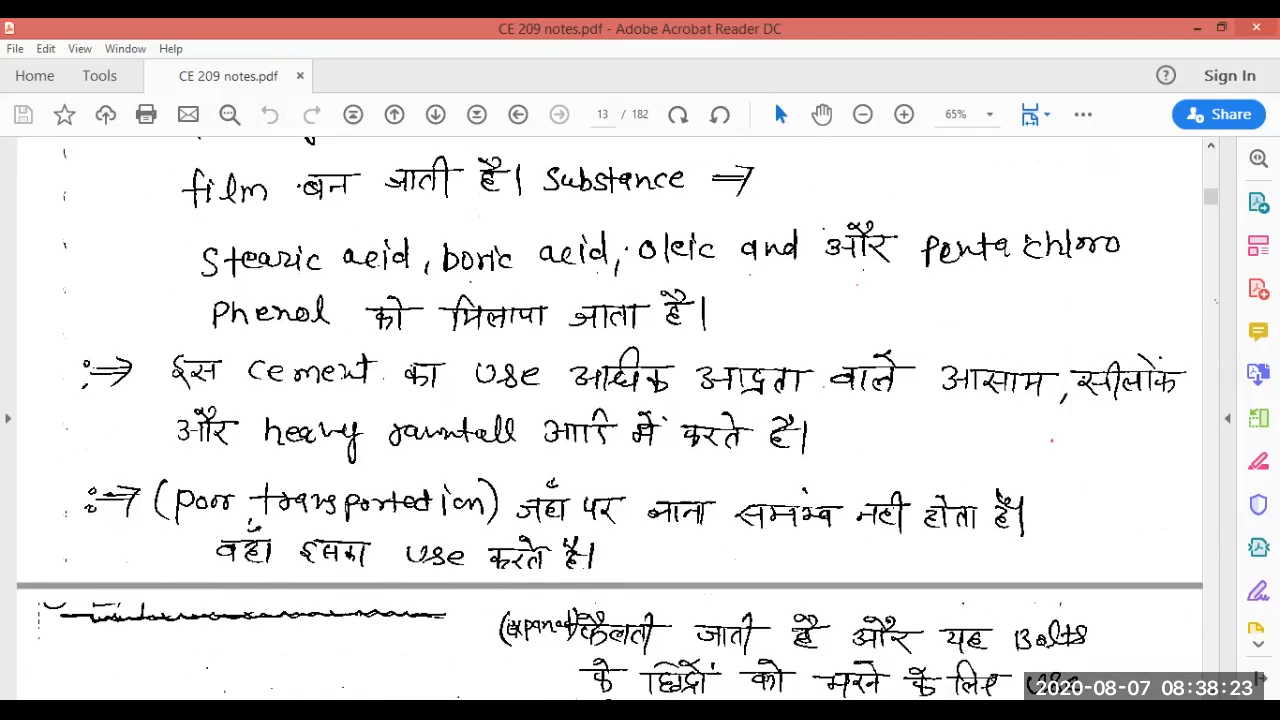 CE 209 notes.pdf - Adobe Acrobat Reader DC
File Edit View Window Help
Home Tools CE 209 notes.pdf × Sign In
13 / 182 65% Share
film बन जाती है। Substance ⇒
Stearic acid, boric acid, oleic and और Penta chloro
Phenol को मिलाया जाता है।
⇒ इस cement का use अधिक आद्रता वाले आसाम, सीलोंक
और heavy rainfall आदि में करते है।
⇒ (Poor transportedion) जहाँ पर जाना समंभव नही होता है।
वहाँ इसका use करते है।
(expand) फैलती जाती है और यह Bolts
के छिद्रों को भरने के लिए use
2020-08-07 08:38:23